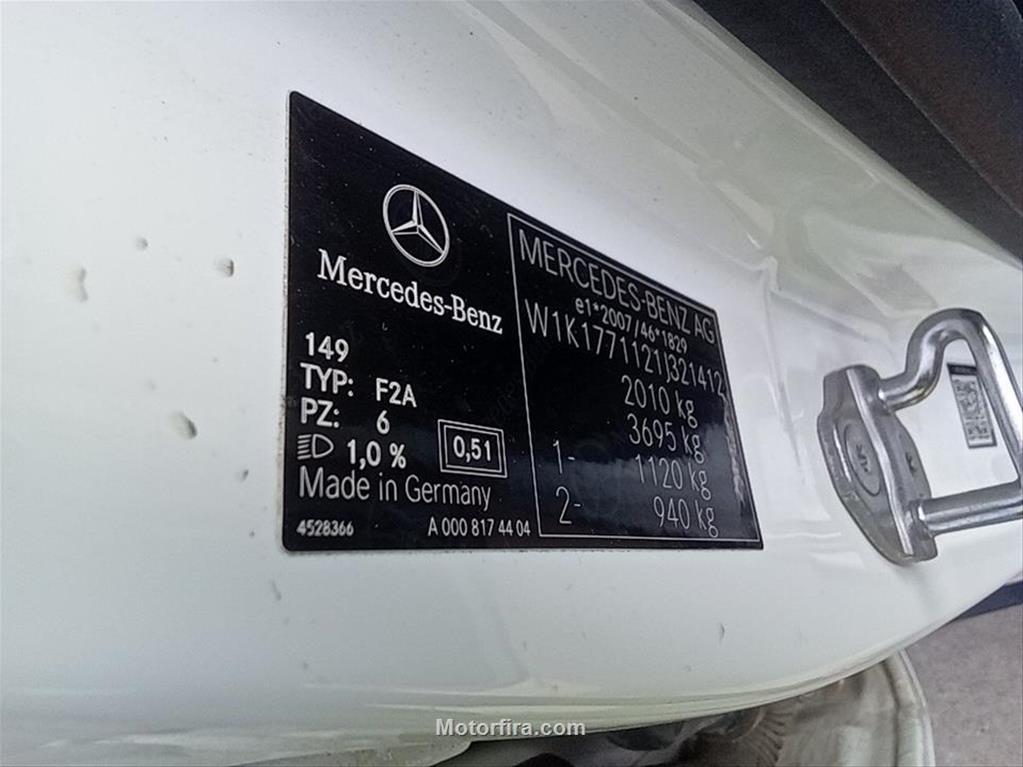 Mercedes-Benz
149
TYP: F2A
PZ: 6
1,0 %
0,51
Made in Germany
4528366
A 000 817 44 04
MERCEDES-BENZ AG
e1*2007/46*1829
W1K1771121J321412
2010 kg
3695 kg
1- 1120 kg
2- 940 kg
Motorfira.com